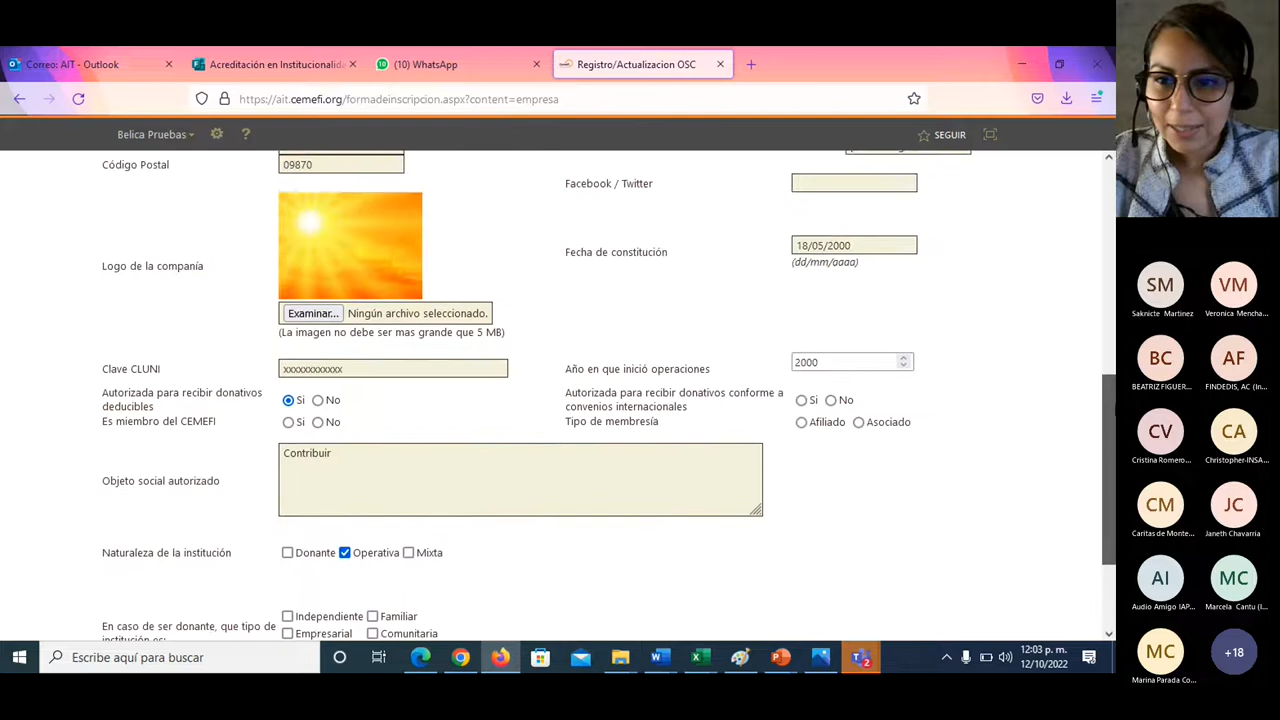 Correo: AIT - Outlook
Acreditación en Institucionalida
(10) WhatsApp
Registro/Actualizacion OSC
https://ait.cemefi.org/formadeinscripcion.aspx?content=empresa
Belica Pruebas
SEGUIR
Código Postal
09870
Facebook / Twitter
Logo de la compañía
Fecha de constitución
18/05/2000
(dd/mm/aaaa)
Examinar... Ningún archivo seleccionado.
(La imagen no debe ser mas grande que 5 MB)
Clave CLUNI
xxxxxxxxxxxx
Año en que inició operaciones
2000
Autorizada para recibir donativos
deducibles
Si No
Autorizada para recibir donativos conforme a
convenios internacionales
Si No
Es miembro del CEMEFI
Si No
Tipo de membresía
Afiliado Asociado
Objeto social autorizado
Contribuir
Naturaleza de la institución
Donante Operativa Mixta
En caso de ser donante, que tipo de
institución es:
Independiente Familiar
Empresarial Comunitaria
Escribe aquí para buscar
2
12:03 p. m.
12/10/2022
SM
Saknicte Martinez
VM
Veronica Mencha...
BC
BEATRIZ FIGUER...
AF
FINDEDIS, AC (In...
CV
Cristina Romero...
CA
Christopher-INSA...
CM
Caritas de Monte...
JC
Janeth Chavarria
AI
Audio Amigo IAP...
MC
Marcela Cantu (I...
MC
Marina Parada Co...
+18